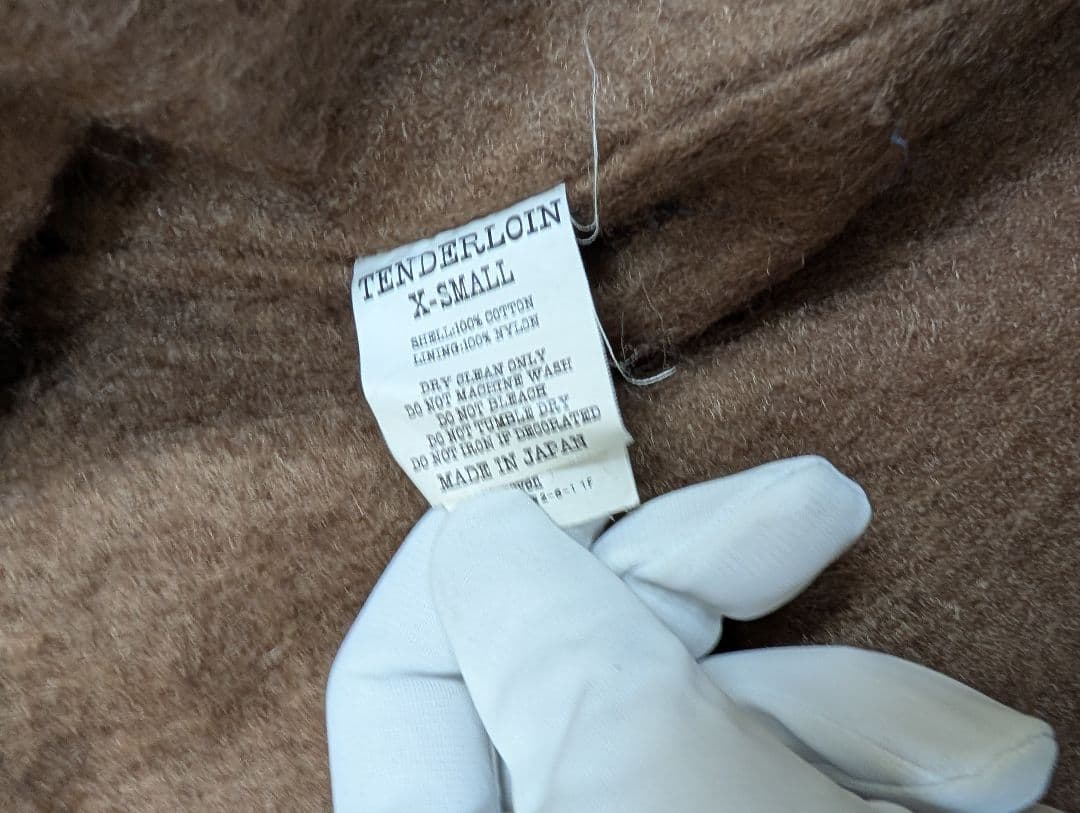 TENDERLOIN
X-SMALL
SHELL:100% COTTON
LINING:100% NYLON
DRY CLEAN ONLY
DO NOT MACHINE WASH
DO NOT BLEACH
DO NOT TUMBLE DRY
DO NOT IRON IF DECORATED
MADE IN JAPAN